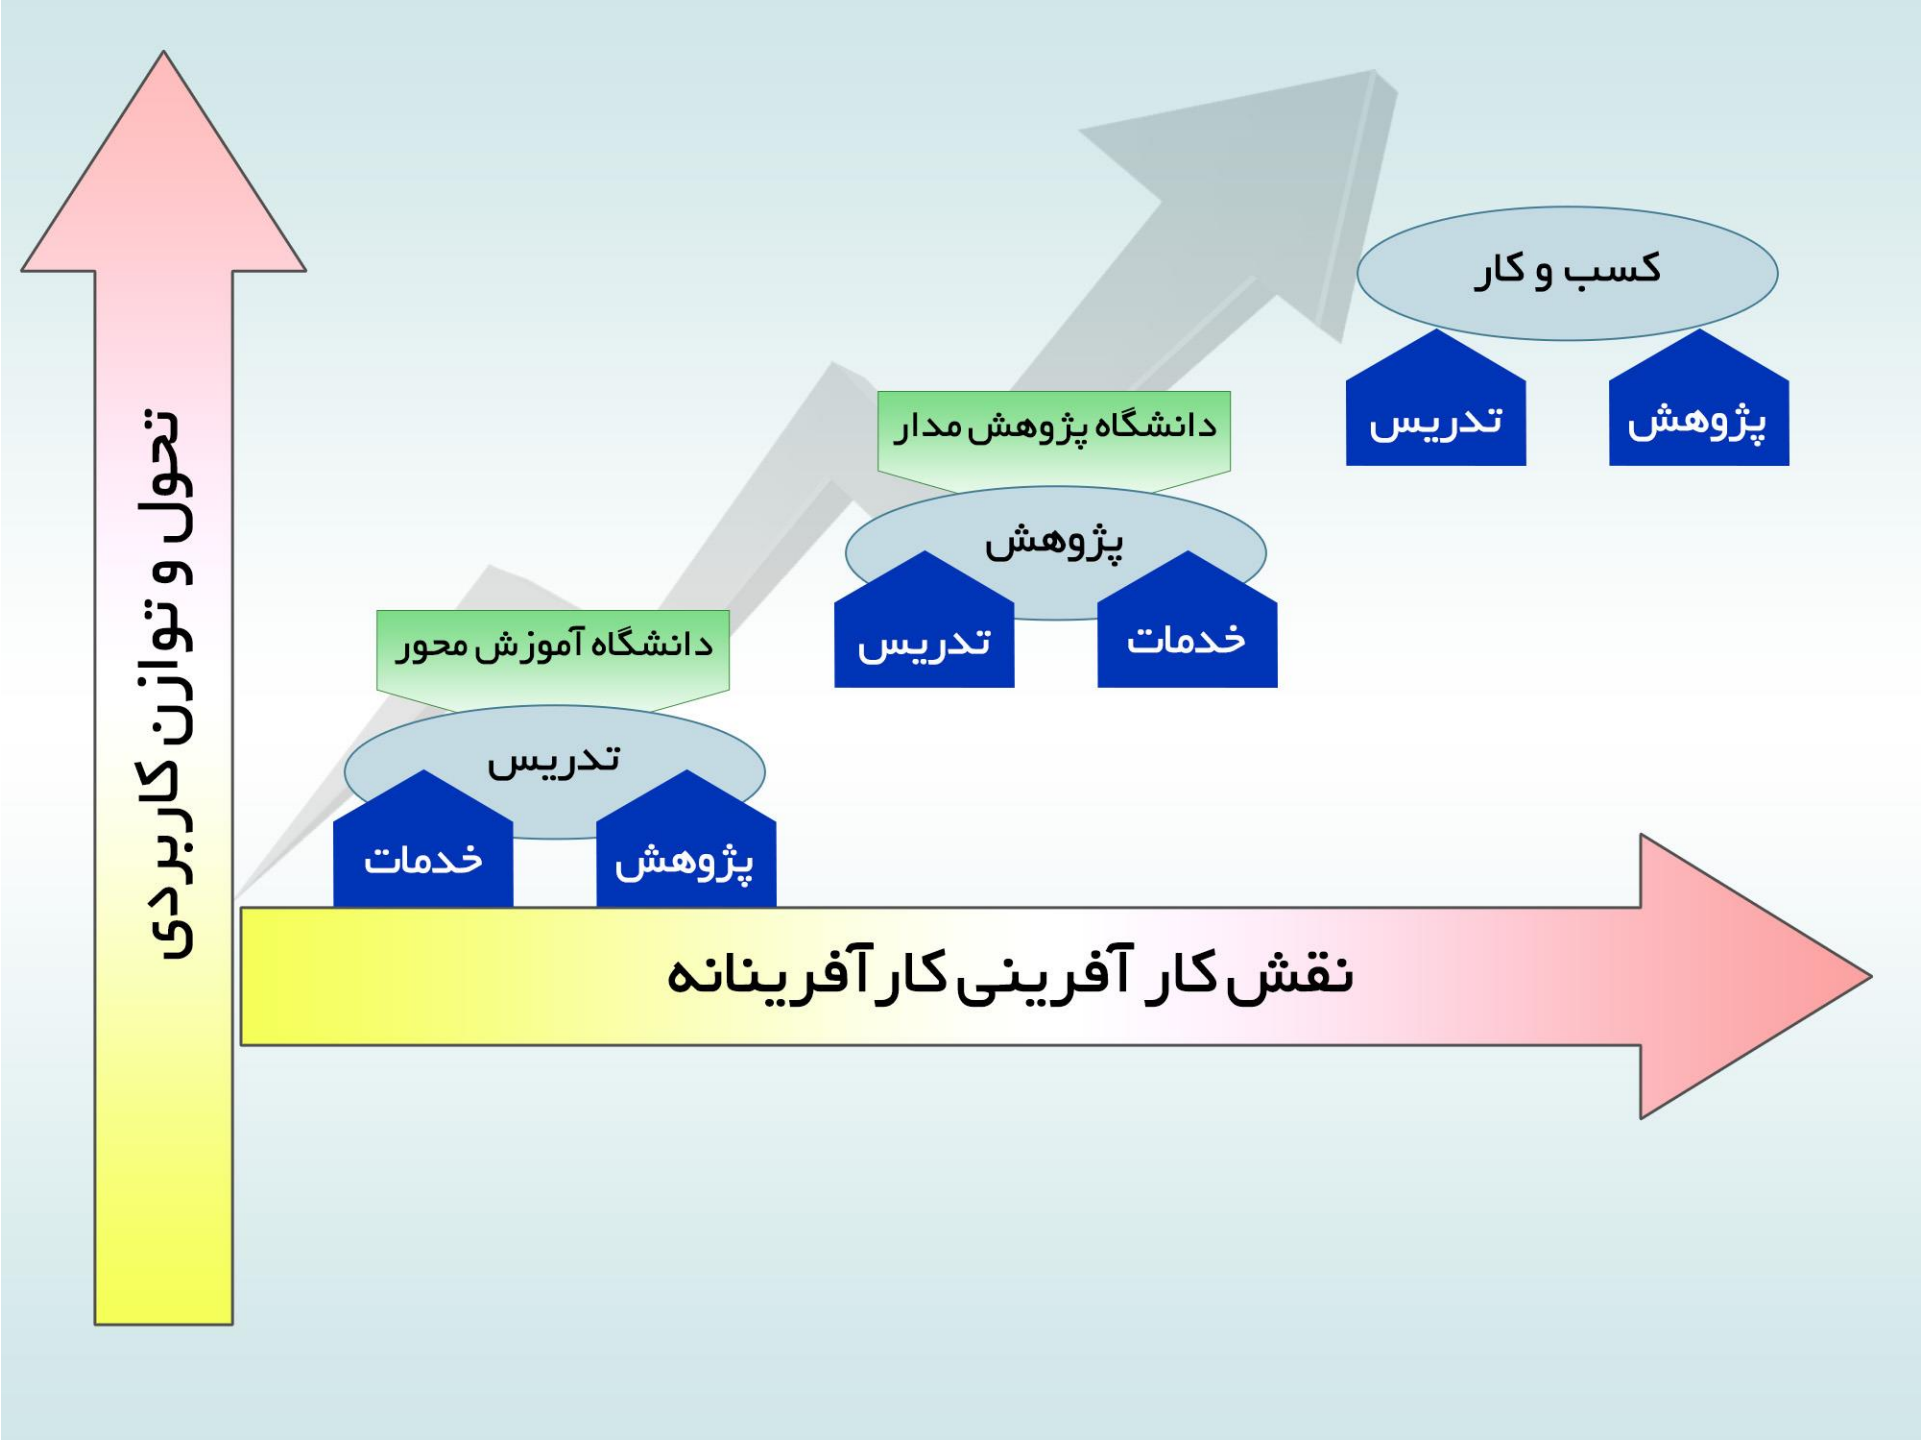 کسب و کار
پژوهش
تدریس
دانشگاه پژوهش مدار
پژوهش
خدمات
تدریس
دانشگاه آموزش محور
تدریس
پژوهش
خدمات
تحول و توازن کاربردی
نقش کار آفرینی کارآفرینانه